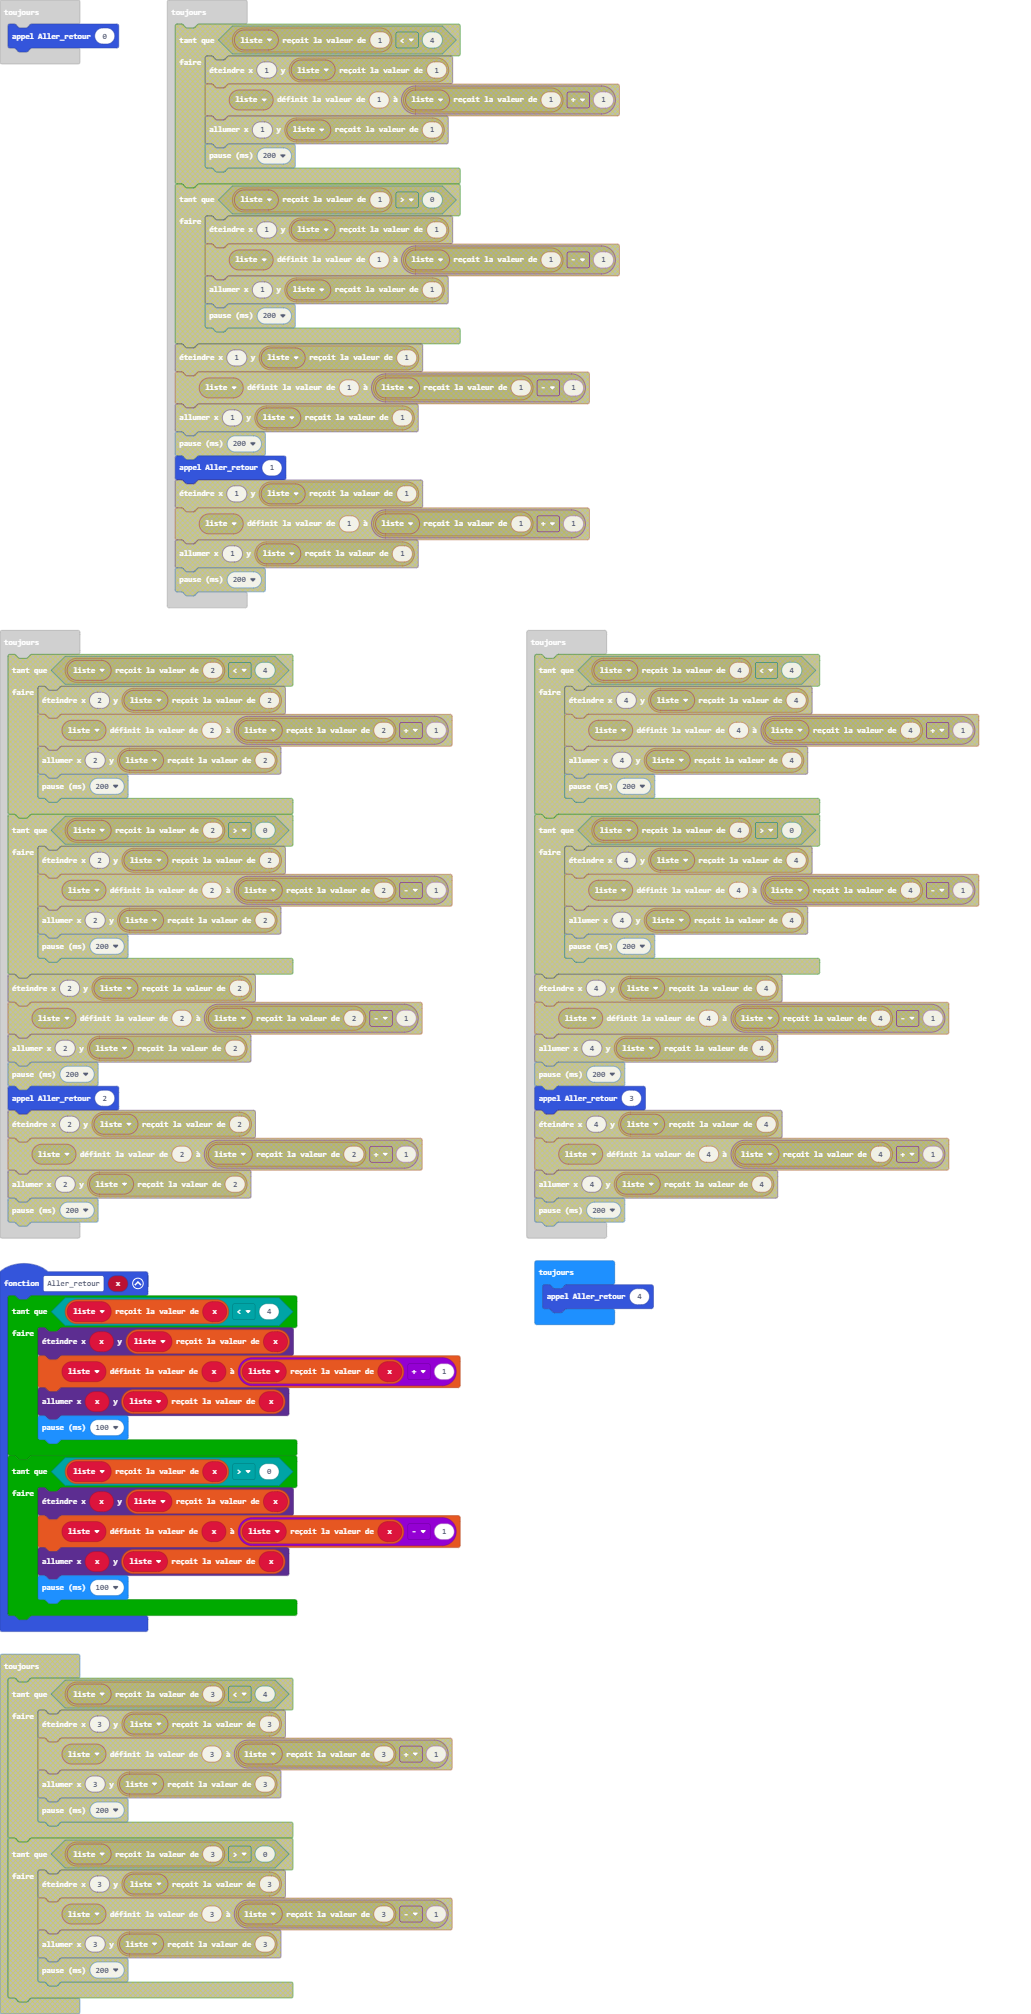 toujours
appel Aller_retour 0
toujours
tant que liste reçoit la valeur de 1 < 4
faire
éteindre x 1 y liste reçoit la valeur de 1
liste définit la valeur de 1 à liste reçoit la valeur de 1 + 1
allumer x 1 y liste reçoit la valeur de 1
pause (ms) 200
tant que liste reçoit la valeur de 1 > 0
faire
éteindre x 1 y liste reçoit la valeur de 1
liste définit la valeur de 1 à liste reçoit la valeur de 1 - 1
allumer x 1 y liste reçoit la valeur de 1
pause (ms) 200
éteindre x 1 y liste reçoit la valeur de 1
liste définit la valeur de 1 à liste reçoit la valeur de 1 - 1
allumer x 1 y liste reçoit la valeur de 1
pause (ms) 200
appel Aller_retour 1
éteindre x 1 y liste reçoit la valeur de 1
liste définit la valeur de 1 à liste reçoit la valeur de 1 + 1
allumer x 1 y liste reçoit la valeur de 1
pause (ms) 200
toujours
tant que liste reçoit la valeur de 2 < 4
faire
éteindre x 2 y liste reçoit la valeur de 2
liste définit la valeur de 2 à liste reçoit la valeur de 2 + 1
allumer x 2 y liste reçoit la valeur de 2
pause (ms) 200
tant que liste reçoit la valeur de 2 > 0
faire
éteindre x 2 y liste reçoit la valeur de 2
liste définit la valeur de 2 à liste reçoit la valeur de 2 - 1
allumer x 2 y liste reçoit la valeur de 2
pause (ms) 200
éteindre x 2 y liste reçoit la valeur de 2
liste définit la valeur de 2 à liste reçoit la valeur de 2 - 1
allumer x 2 y liste reçoit la valeur de 2
pause (ms) 200
appel Aller_retour 2
éteindre x 2 y liste reçoit la valeur de 2
liste définit la valeur de 2 à liste reçoit la valeur de 2 + 1
allumer x 2 y liste reçoit la valeur de 2
pause (ms) 200
toujours
tant que liste reçoit la valeur de 4 < 4
faire
éteindre x 4 y liste reçoit la valeur de 4
liste définit la valeur de 4 à liste reçoit la valeur de 4 + 1
allumer x 4 y liste reçoit la valeur de 4
pause (ms) 200
tant que liste reçoit la valeur de 4 > 0
faire
éteindre x 4 y liste reçoit la valeur de 4
liste définit la valeur de 4 à liste reçoit la valeur de 4 - 1
allumer x 4 y liste reçoit la valeur de 4
pause (ms) 200
éteindre x 4 y liste reçoit la valeur de 4
liste définit la valeur de 4 à liste reçoit la valeur de 4 - 1
allumer x 4 y liste reçoit la valeur de 4
pause (ms) 200
appel Aller_retour 3
éteindre x 4 y liste reçoit la valeur de 4
liste définit la valeur de 4 à liste reçoit la valeur de 4 + 1
allumer x 4 y liste reçoit la valeur de 4
pause (ms) 200
fonction Aller_retour x
tant que liste reçoit la valeur de x < 4
faire
éteindre x x y liste reçoit la valeur de x
liste définit la valeur de x à liste reçoit la valeur de x + 1
allumer x x y liste reçoit la valeur de x
pause (ms) 100
tant que liste reçoit la valeur de x > 0
faire
éteindre x x y liste reçoit la valeur de x
liste définit la valeur de x à liste reçoit la valeur de x - 1
allumer x x y liste reçoit la valeur de x
pause (ms) 100
toujours
appel Aller_retour 4
toujours
tant que liste reçoit la valeur de 3 < 4
faire
éteindre x 3 y liste reçoit la valeur de 3
liste définit la valeur de 3 à liste reçoit la valeur de 3 + 1
allumer x 3 y liste reçoit la valeur de 3
pause (ms) 200
tant que liste reçoit la valeur de 3 > 0
faire
éteindre x 3 y liste reçoit la valeur de 3
liste définit la valeur de 3 à liste reçoit la valeur de 3 - 1
allumer x 3 y liste reçoit la valeur de 3
pause (ms) 200